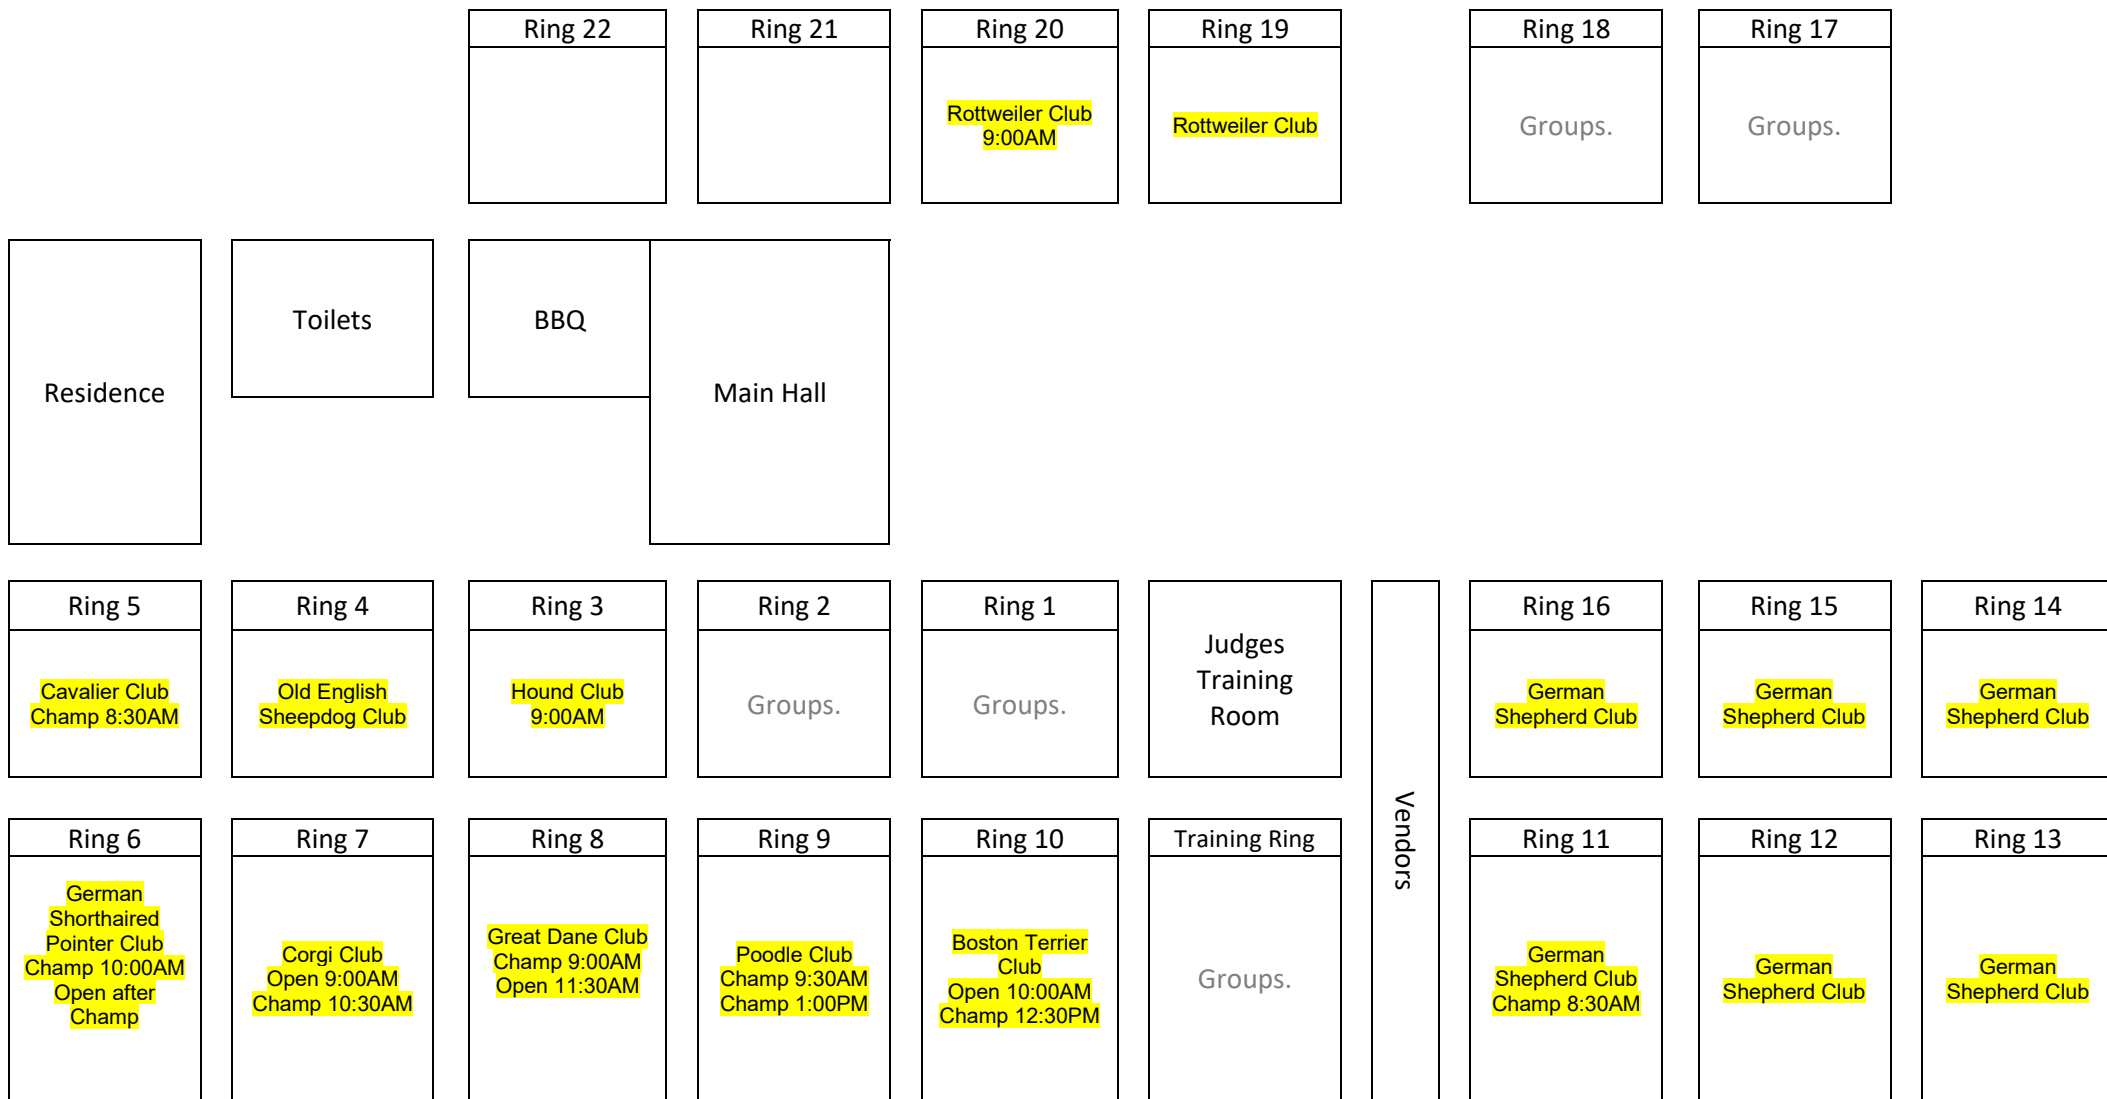 Ring 22
Ring 21
Ring 20
Rottweiler Club
9:00AM
Ring 19
Rottweiler Club
Ring 18
Groups.
Ring 17
Groups.
Residence
Toilets
BBQ
Main Hall
Ring 5
Cavalier Club
Champ 8:30AM
Ring 4
Old English
Sheepdog Club
Ring 3
Hound Club
9:00AM
Ring 2
Groups.
Ring 1
Groups.
Judges
Training
Room
Vendors
Ring 16
German
Shepherd Club
Ring 15
German
Shepherd Club
Ring 14
German
Shepherd Club
Ring 6
German
Shorthaired
Pointer Club
Champ 10:00AM
Open after
Champ
Ring 7
Corgi Club
Open 9:00AM
Champ 10:30AM
Ring 8
Great Dane Club
Champ 9:00AM
Open 11:30AM
Ring 9
Poodle Club
Champ 9:30AM
Champ 1:00PM
Ring 10
Boston Terrier
Club
Open 10:00AM
Champ 12:30PM
Training Ring
Groups.
Ring 11
German
Shepherd Club
Champ 8:30AM
Ring 12
German
Shepherd Club
Ring 13
German
Shepherd Club